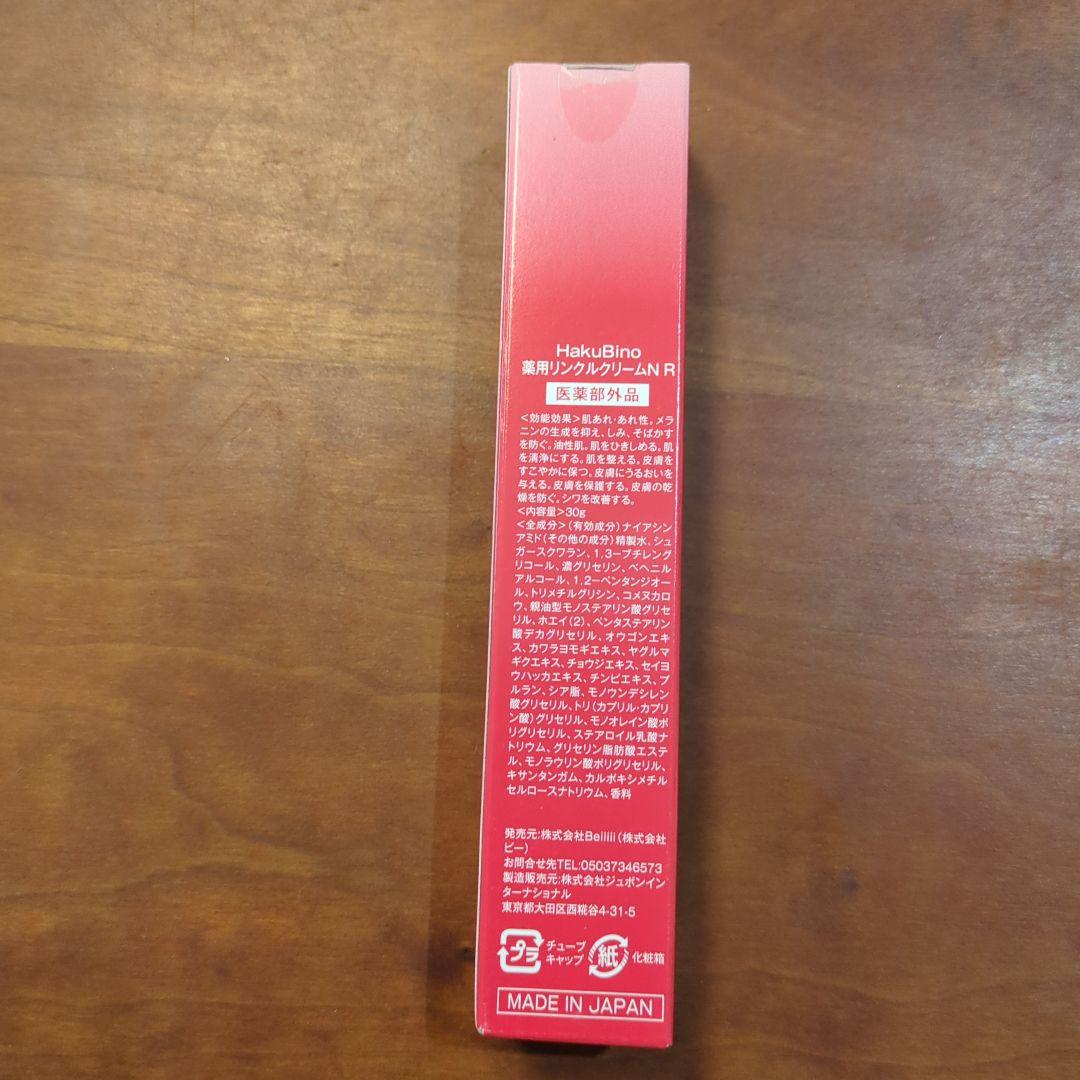 HakuBino
薬用リンクルクリームN R
医薬部外品
＜効能効果＞肌あれ・あれ性。メラ
ニンの生成を抑え、しみ、そばかす
を防ぐ。油性肌。肌をひきしめる。肌
を清浄にする。肌を整える。皮膚を
すこやかに保つ。皮膚にうるおいを
与える。皮膚を保護する。皮膚の乾
燥を防ぐ。シワを改善する。
＜内容量＞30g
＜全成分＞（有効成分）ナイアシン
アミド（その他の成分）精製水、シュ
ガースクワラン、1,3ーブチレング
リコール、濃グリセリン、ベヘニル
アルコール、1,2ーペンタンジオー
ル、トリメチルグリシン、コメヌカロ
ウ、親油型モノステアリン酸グリセ
リル、ホエイ(2)、ペンタステアリン
酸デカグリセリル、オウゴンエキ
ス、カワラヨモギエキス、ヤグルマ
ギクエキス、チョウジエキス、セイヨ
ウハッカエキス、チンピエキス、プ
ルラン、シア脂、モノウンデシレン
酸グリセリル、トリ（カプリル・カプリ
ン酸）グリセリル、モノオレイン酸ポ
リグリセリル、ステアロイル乳酸ナ
トリウム、グリセリン脂肪酸エステ
ル、モノラウリン酸ポリグリセリル、
キサンタンガム、カルボキシメチル
セルロースナトリウム、香料
発売元:株式会社Beiiiii（株式会社
ビー）
お問合せ先TEL:05037346573
製造販売元:株式会社ジュポンイン
ターナショナル
東京都大田区西糀谷4-31-5
プラ チューブ
キャップ
紙 化粧箱
MADE IN JAPAN